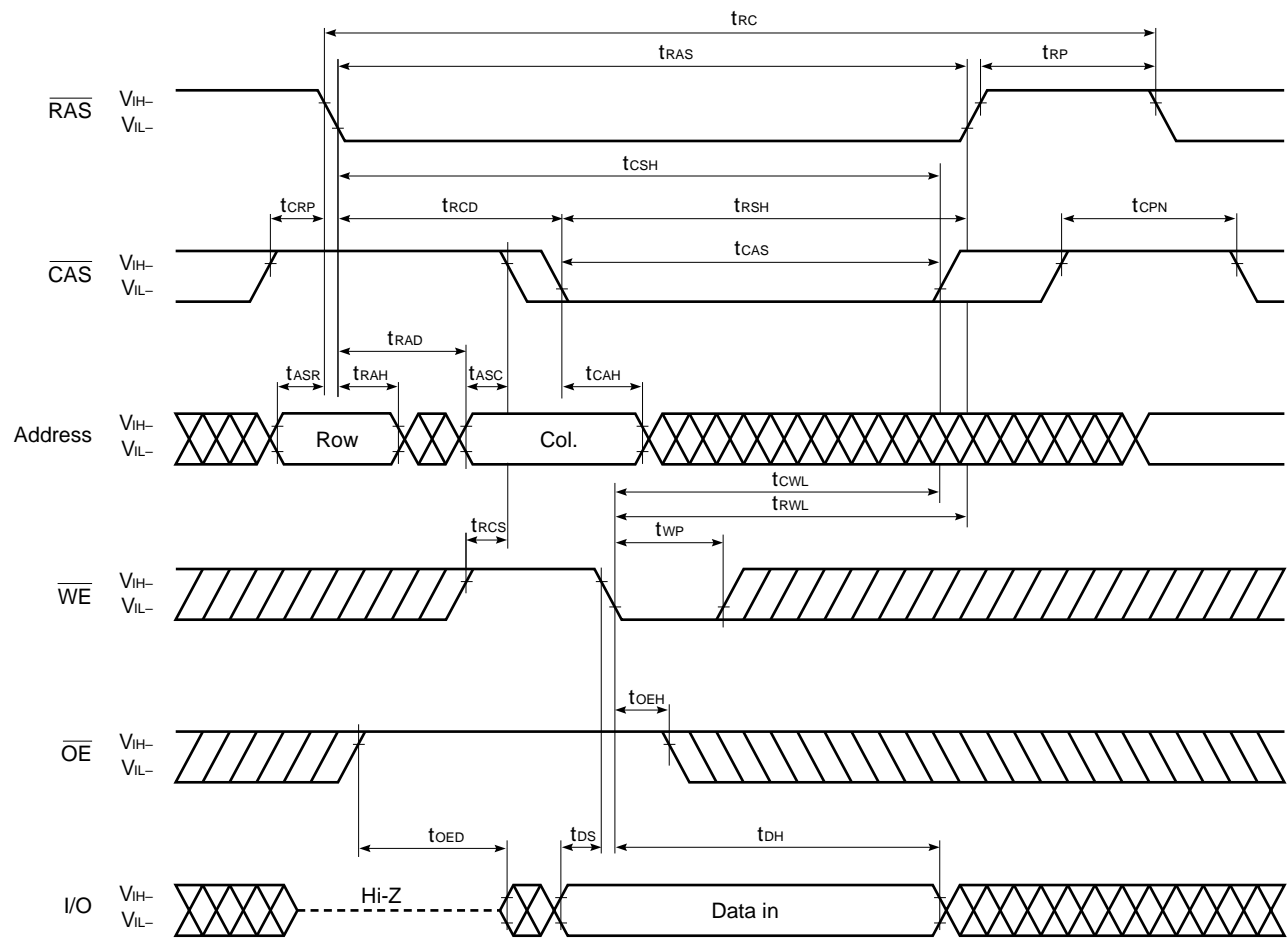 tRC
tRAS
tRP
RAS
VIH–
VIL–
tCSH
tCRP
tRCD
tRSH
tCPN
tCAS
CAS
VIH–
VIL–
tRAD
tASR
tRAH
tASC
tCAH
Address
VIH–
VIL–
Row
Col.
tCWL
tRWL
tRCS
tWP
WE
VIH–
VIL–
tOEH
OE
VIH–
VIL–
tOED
tDS
tDH
I/O
VIH–
VIL–
Hi-Z
Data in